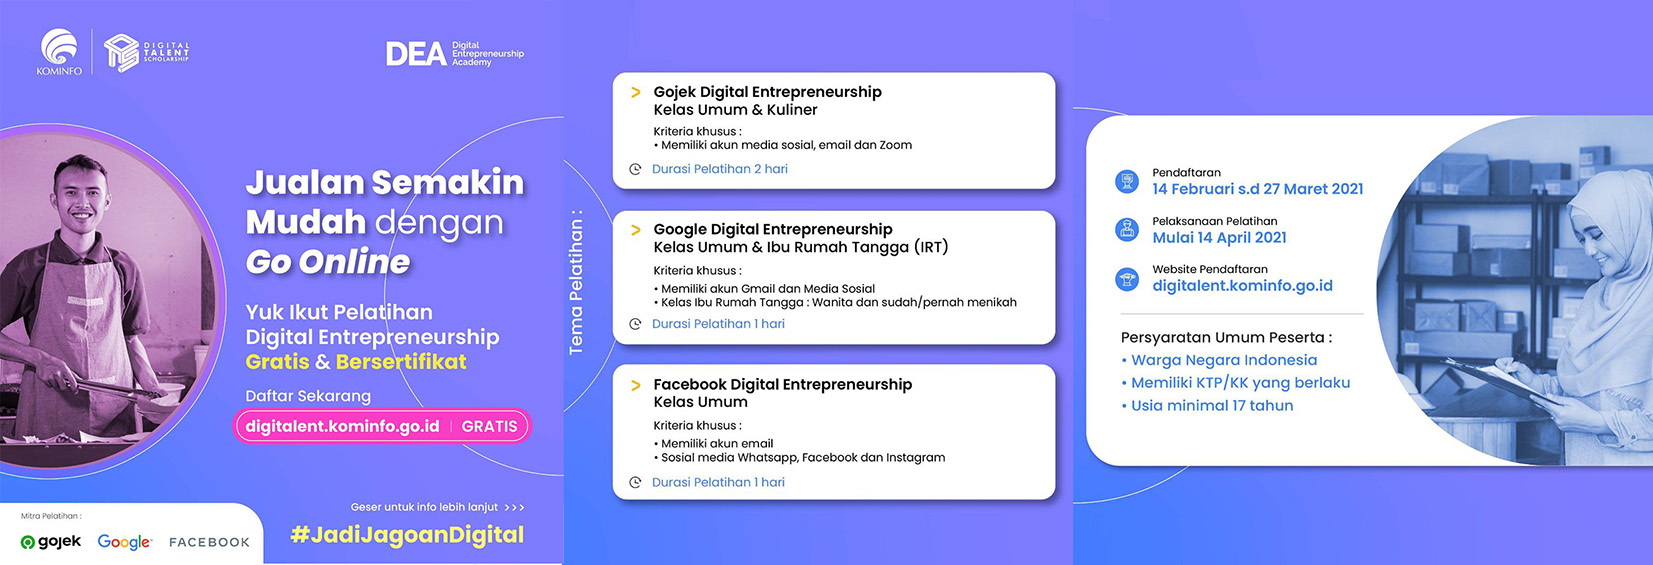 KOMINFO
DIGITAL
TALENT
SCHOLARSHIP
DEA
Digital
Entrepreneurship
Academy
Jualan Semakin
Mudah dengan
Go Online
Yuk Ikut Pelatihan
Digital Entrepreneurship
Gratis & Bersertifikat
Daftar Sekarang
digitalent.kominfo.go.id | GRATIS
Geser untuk info lebih lanjut >>>
#JadiJagoanDigital
Mitra Pelatihan :
gojek Google FACEBOOK
Tema Pelatihan :
> Gojek Digital Entrepreneurship
Kelas Umum & Kuliner
Kriteria khusus :
• Memiliki akun media sosial, email dan Zoom
Durasi Pelatihan 2 hari
> Google Digital Entrepreneurship
Kelas Umum & Ibu Rumah Tangga (IRT)
Kriteria khusus :
• Memiliki akun Gmail dan Media Sosial
• Kelas Ibu Rumah Tangga : Wanita dan sudah/pernah menikah
Durasi Pelatihan 1 hari
> Facebook Digital Entrepreneurship
Kelas Umum
Kriteria khusus :
• Memiliki akun email
• Sosial media Whatsapp, Facebook dan Instagram
Durasi Pelatihan 1 hari
Pendaftaran
14 Februari s.d 27 Maret 2021
Pelaksanaan Pelatihan
Mulai 14 April 2021
Website Pendaftaran
digitalent.kominfo.go.id
Persyaratan Umum Peserta :
• Warga Negara Indonesia
• Memiliki KTP/KK yang berlaku
• Usia minimal 17 tahun